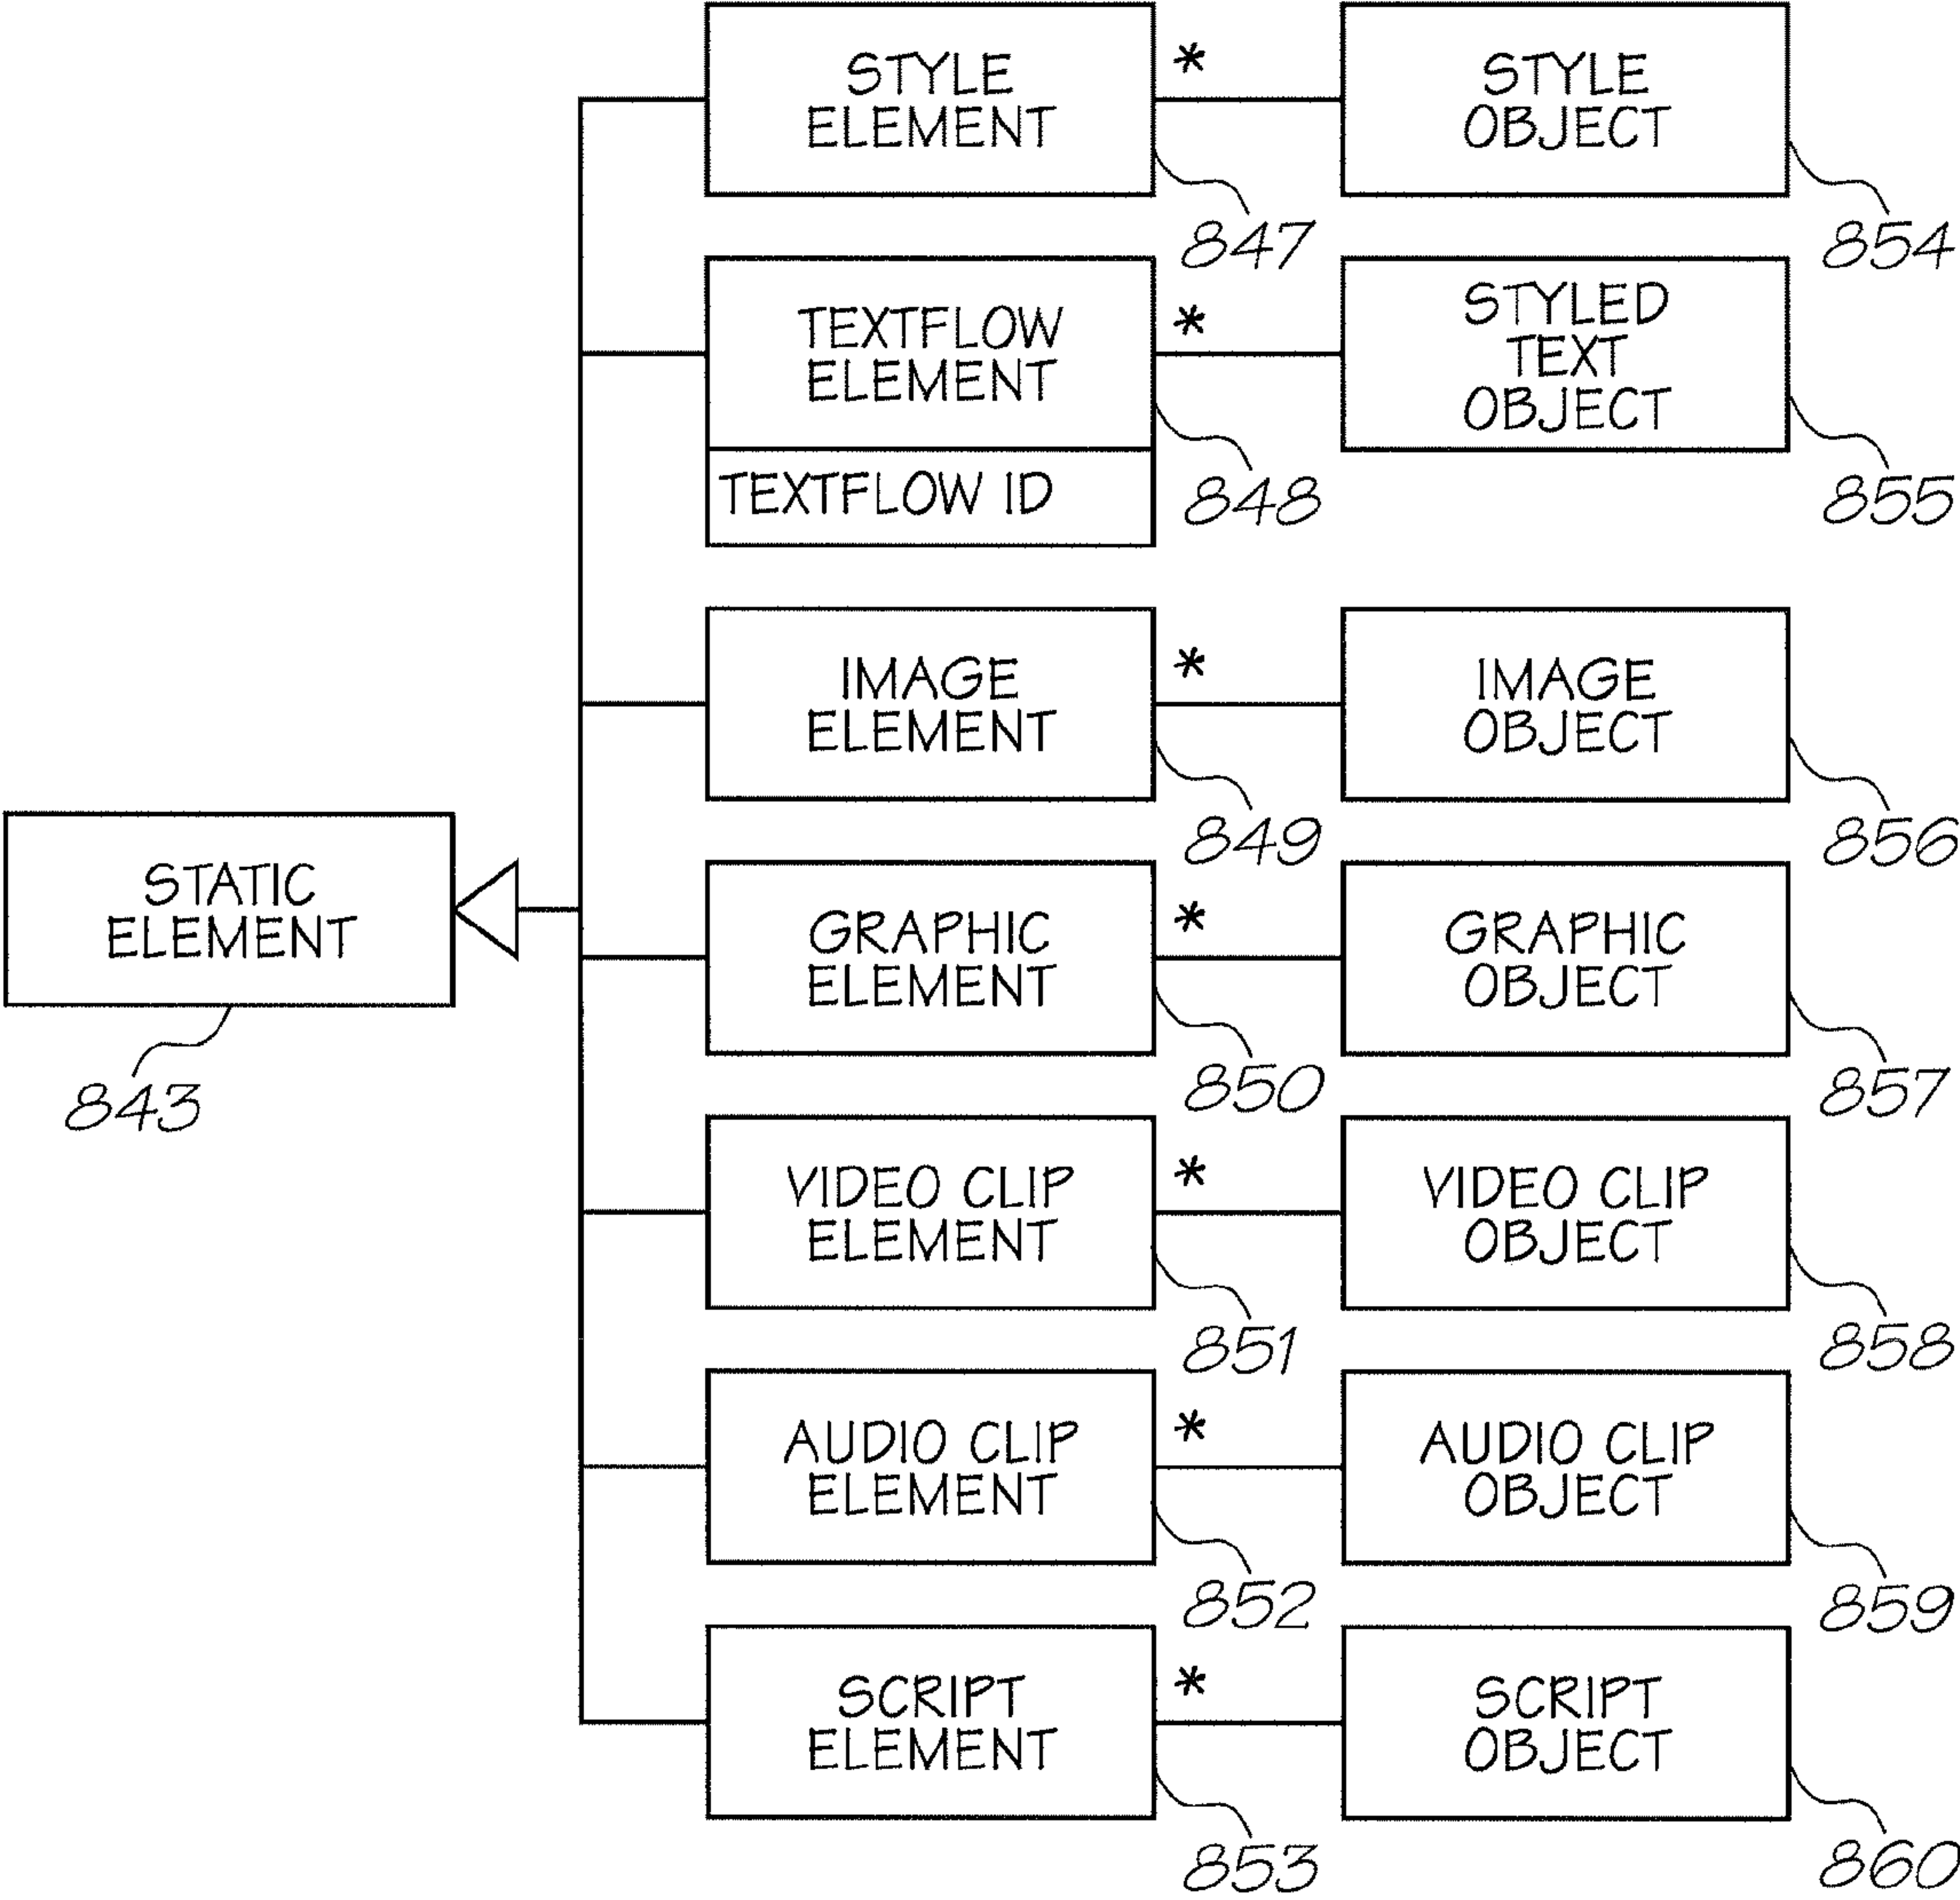 STYLE
ELEMENT
*
847
STYLE
OBJECT
854
TEXTFLOW
ELEMENT
TEXTFLOW ID
*
848
STYLED
TEXT
OBJECT
855
IMAGE
ELEMENT
*
849
IMAGE
OBJECT
856
STATIC
ELEMENT
843
GRAPHIC
ELEMENT
*
850
GRAPHIC
OBJECT
857
VIDEO CLIP
ELEMENT
*
851
VIDEO CLIP
OBJECT
858
AUDIO CLIP
ELEMENT
*
852
AUDIO CLIP
OBJECT
859
SCRIPT
ELEMENT
*
853
SCRIPT
OBJECT
860